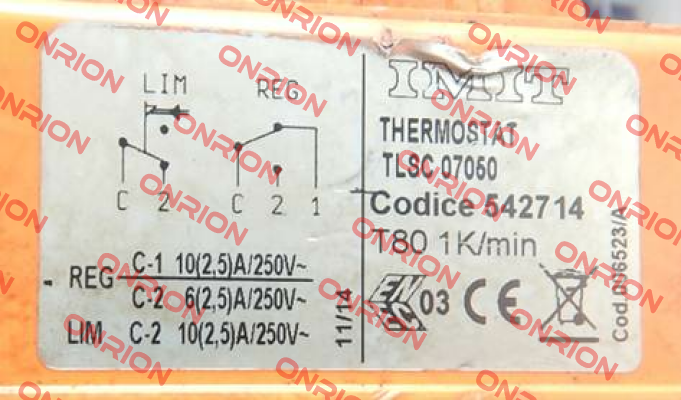 LIM REG
C 2 C 2 1
REG C-1 10(2,5)A/250V~
C-2 6(2,5)A/250V~
LIM C-2 10(2,5)A/250V~
11/14
IMIT
THERMOSTAT
TLSC 07060
Codice 542714
T80 1K/min
03 CE
Cod.096523/A
ONRION